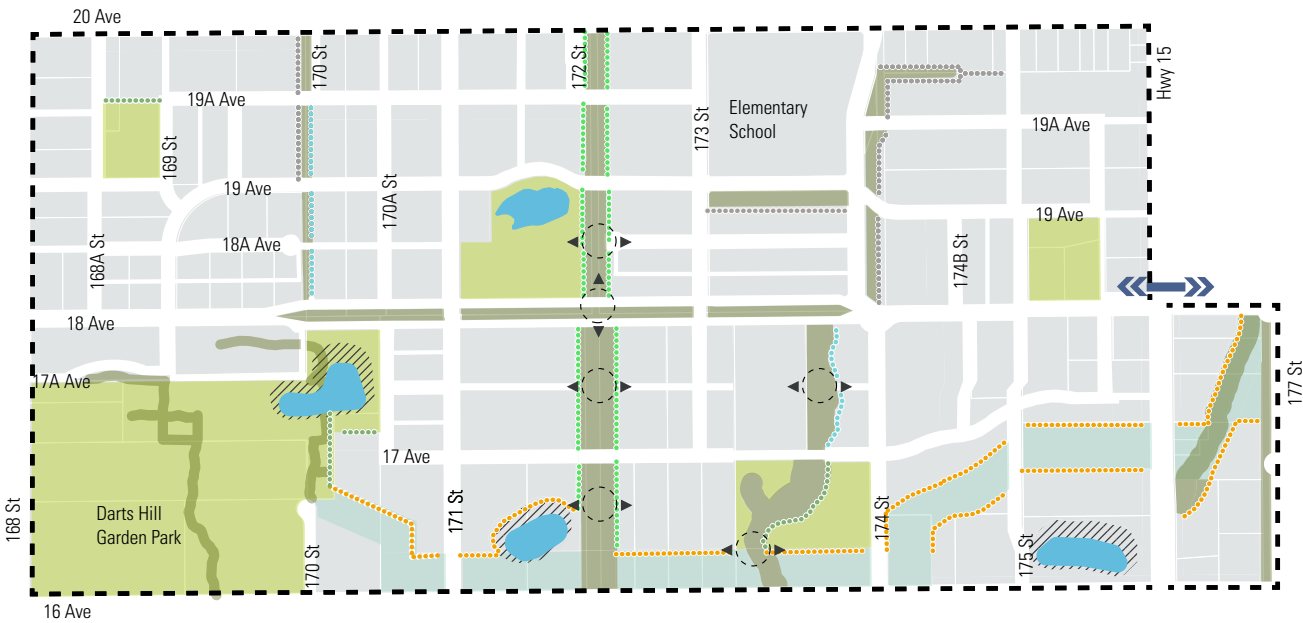 20 Ave
170 St
172 St
Hwy 15
19A Ave
Elementary
School
173 St
19A Ave
169 St
19 Ave
170A St
19 Ave
18A Ave
168A St
174B St
18 Ave
17A Ave
177 St
17 Ave
168 St
Darts Hill
Garden Park
171 St
174 St
170 St
175 St
16 Ave